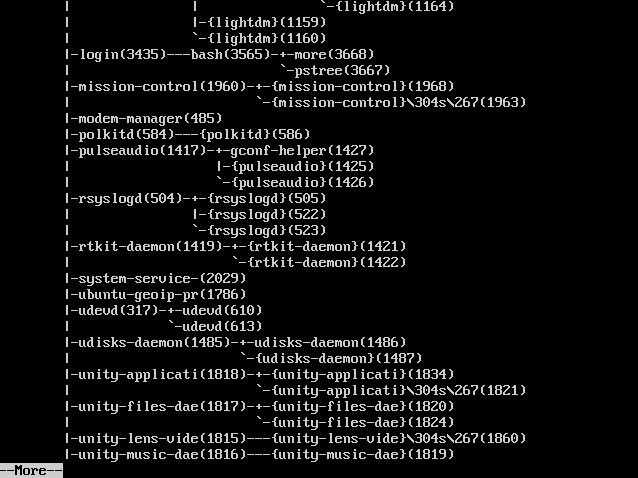 |                       |                `-{lightdm}(1164)
|                       |-{lightdm}(1159)
|                       `-{lightdm}(1160)
|-login(3435)---bash(3565)-+-more(3668)
|                          `-pstree(3667)
|-mission-control(1960)-+-{mission-control}(1968)
|                       `-{mission-control}\304s\267(1963)
|-modem-manager(485)
|-polkitd(584)---{polkitd}(586)
|-pulseaudio(1417)-+-gconf-helper(1427)
|                  |-{pulseaudio}(1425)
|                  `-{pulseaudio}(1426)
|-rsyslogd(504)-+-{rsyslogd}(505)
|               |-{rsyslogd}(522)
|               `-{rsyslogd}(523)
|-rtkit-daemon(1419)-+-{rtkit-daemon}(1421)
|                    `-{rtkit-daemon}(1422)
|-system-service-(2029)
|-ubuntu-geoip-pr(1786)
|-udevd(317)-+-udevd(610)
|            `-udevd(613)
|-udisks-daemon(1485)-+-udisks-daemon(1486)
|                     `-{udisks-daemon}(1487)
|-unity-applicati(1818)-+-{unity-applicati}(1834)
|                       `-{unity-applicati}\304s\267(1821)
|-unity-files-dae(1817)-+-{unity-files-dae}(1820)
|                       `-{unity-files-dae}(1824)
|-unity-lens-vide(1815)---{unity-lens-vide}\304s\267(1860)
|-unity-music-dae(1816)---{unity-music-dae}(1819)
--More--